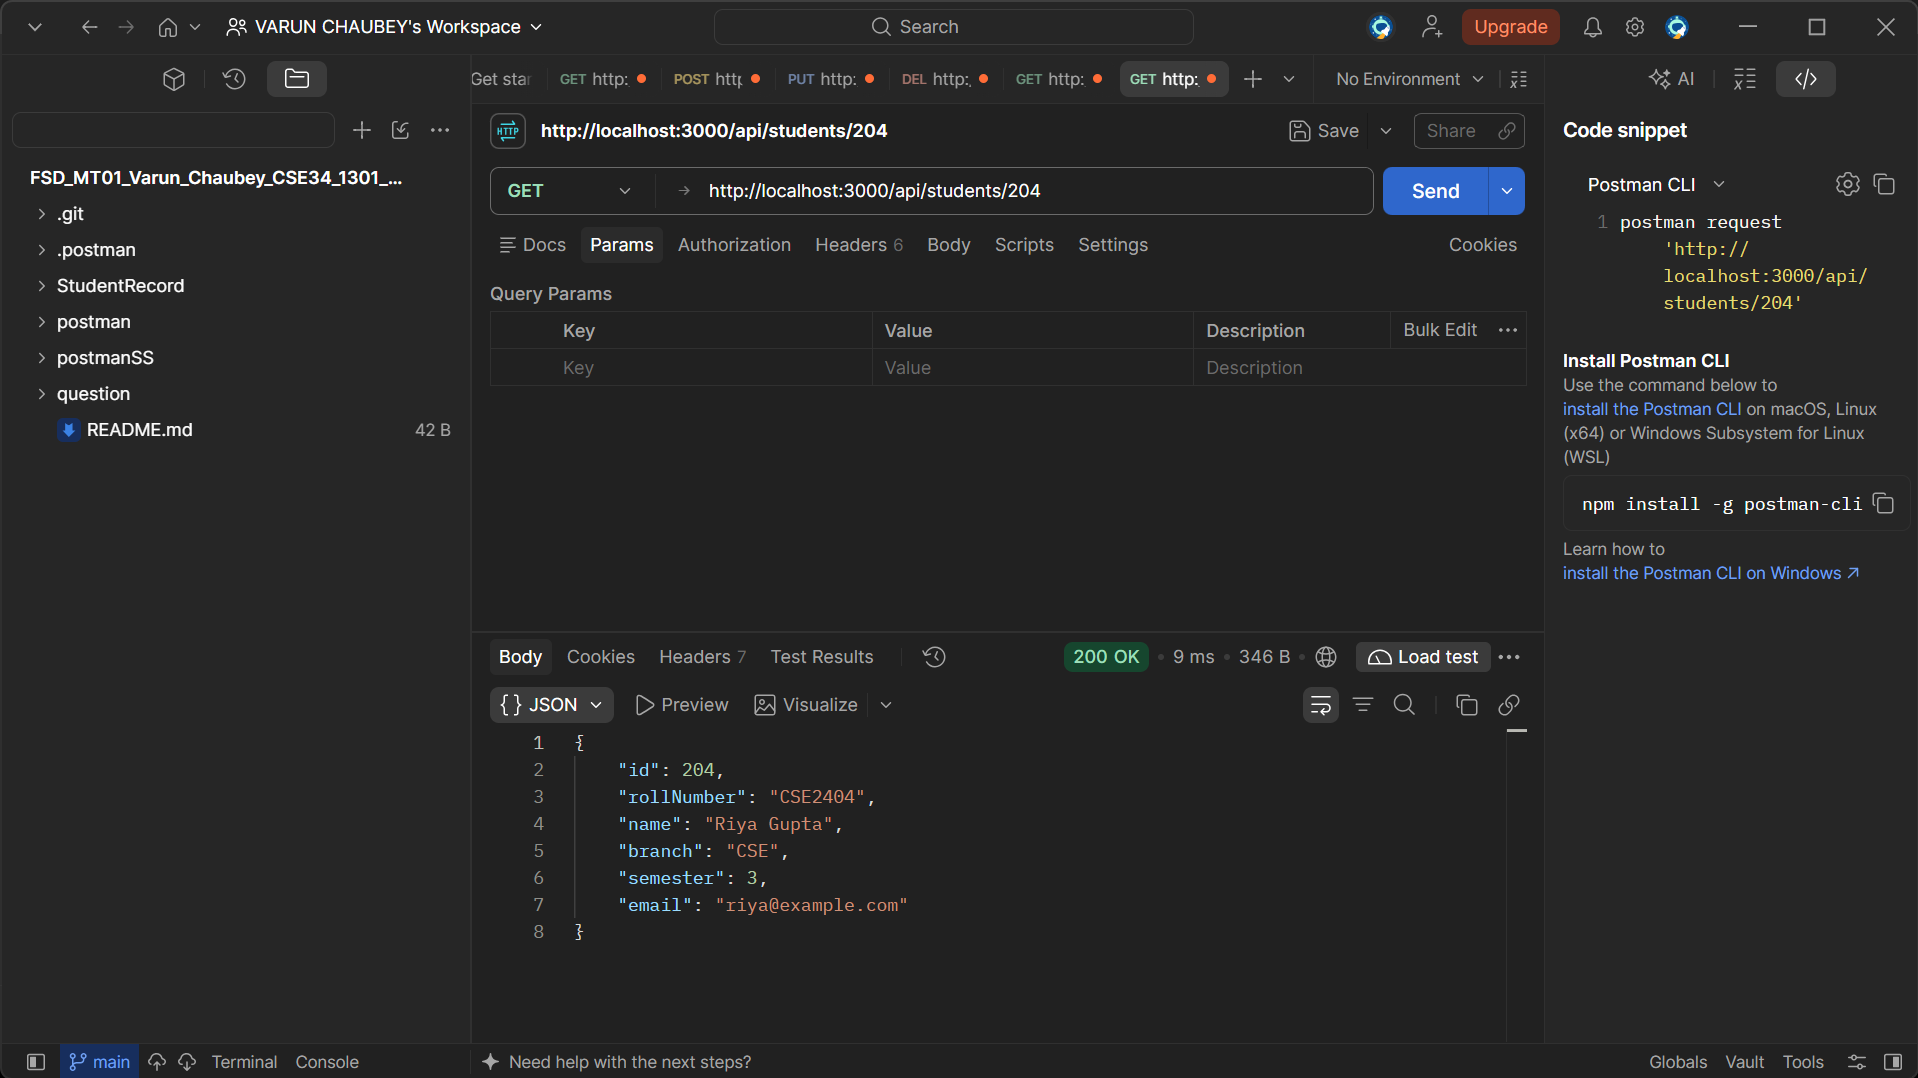 VARUN CHAUBEY's Workspace
Search
Upgrade
Get star
GET http:
POST http
PUT http:
DEL http:
GET http:
GET http:
No Environment
AI
HTTP
http://localhost:3000/api/students/204
Save
Share
Code snippet
FSD_MT01_Varun_Chaubey_CSE34_1301_...
.git
.postman
StudentRecord
postman
postmanSS
question
README.md
42 B
GET
http://localhost:3000/api/students/204
Send
Docs
Params
Authorization
Headers 6
Body
Scripts
Settings
Cookies
Query Params
Key
Value
Description
Bulk Edit
Key
Value
Description
Postman CLI
1 postman request
'http://
localhost:3000/api/
students/204'
Install Postman CLI
Use the command below to
install the Postman CLI on macOS, Linux
(x64) or Windows Subsystem for Linux
(WSL)
npm install -g postman-cli
Learn how to
install the Postman CLI on Windows
Body
Cookies
Headers 7
Test Results
200 OK
9 ms
346 B
Load test
{ } JSON
Preview
Visualize
1 {
2 "id": 204,
3 "rollNumber": "CSE2404",
4 "name": "Riya Gupta",
5 "branch": "CSE",
6 "semester": 3,
7 "email": "riya@example.com"
8 }
main
Terminal
Console
Need help with the next steps?
Globals
Vault
Tools